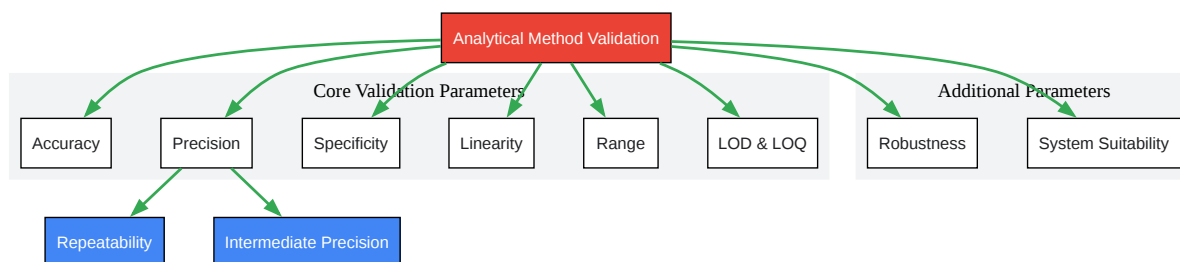 Analytical Method Validation
Core Validation Parameters
Additional Parameters
Accuracy
Precision
Specificity
Linearity
Range
LOD & LOQ
Robustness
System Suitability
Repeatability
Intermediate Precision